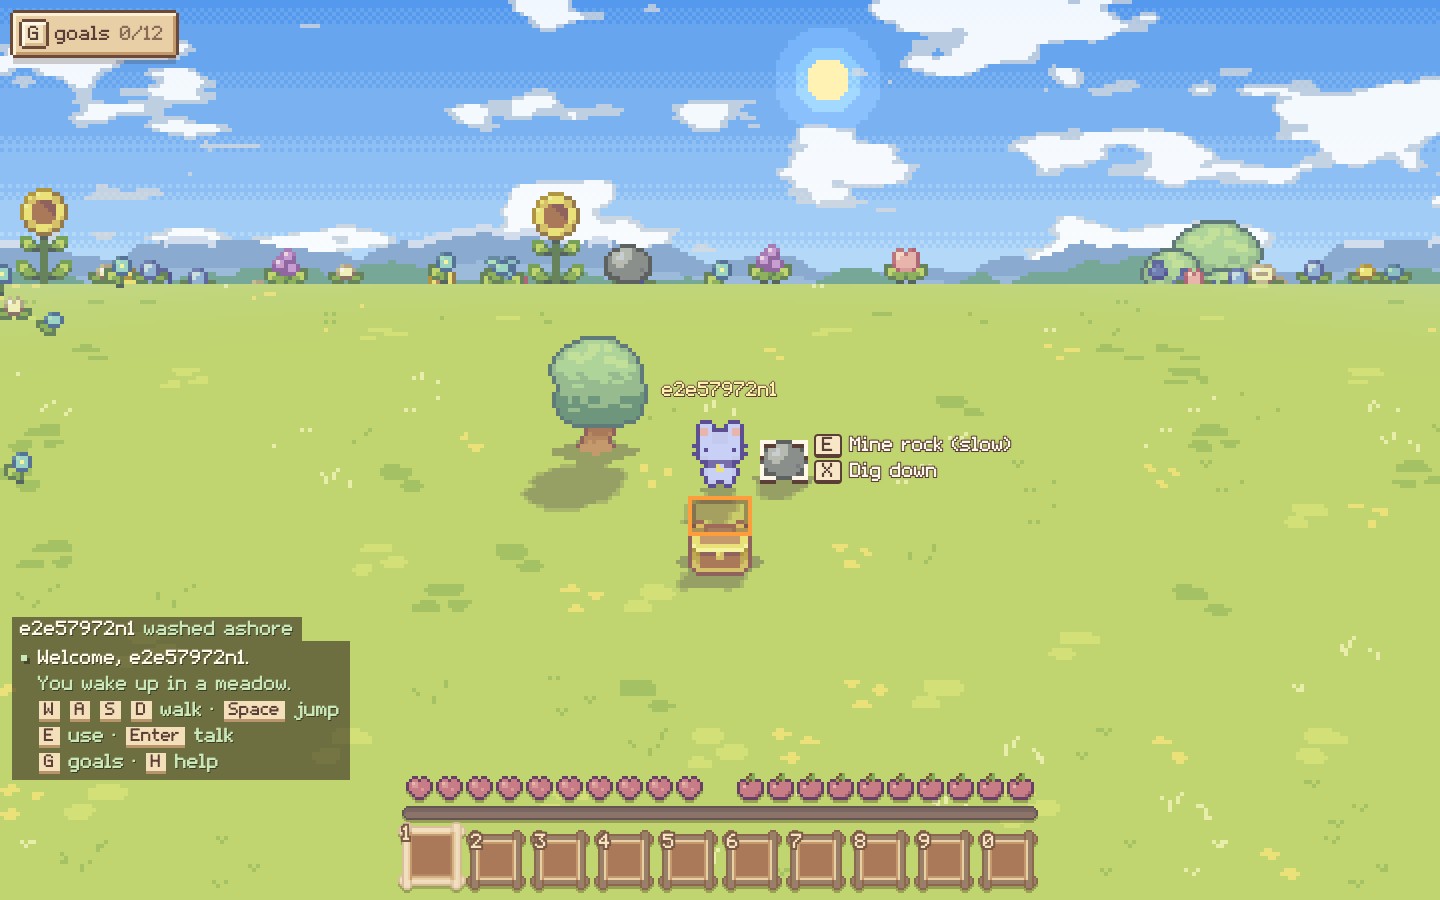 G goals 0/12
e2e57972n1
E Mine rock (slow)
X Dig down
e2e57972n1 washed ashore
Welcome, e2e57972n1.
You wake up in a meadow.
W A S D walk · Space jump
E use · Enter talk
G goals · H help
1 2 3 4 5 6 7 8 9 0